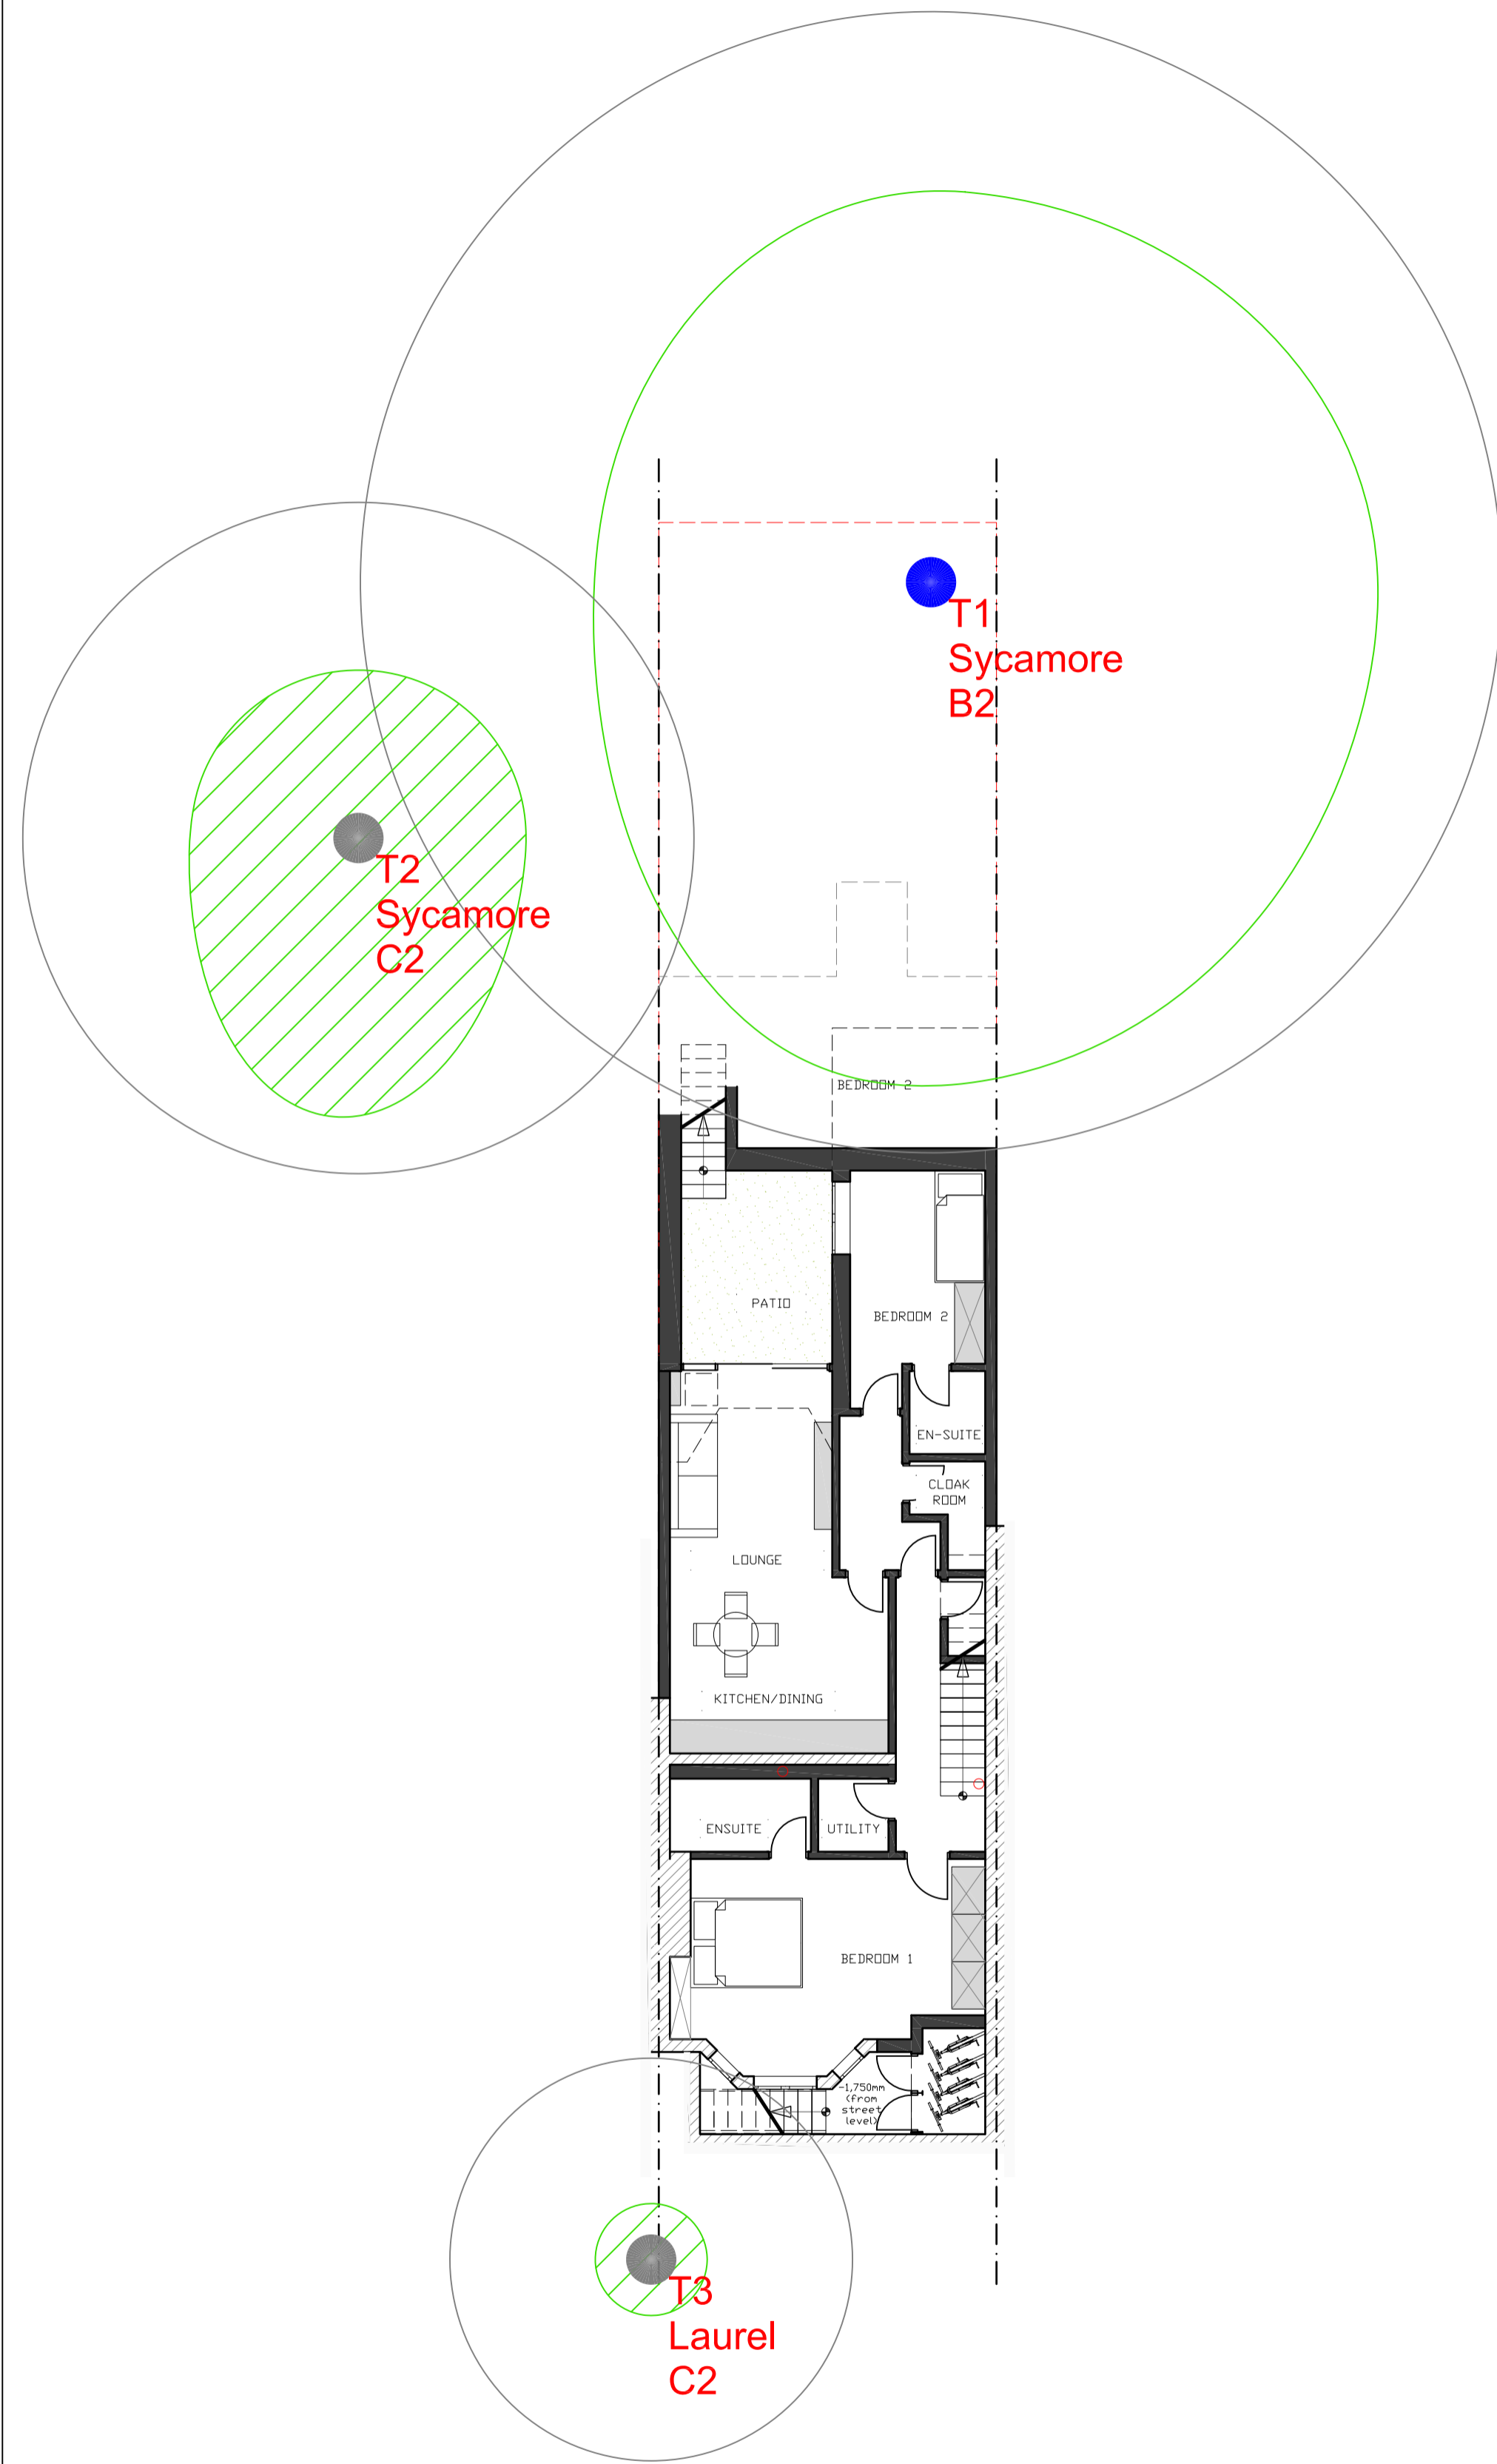 T1
Sycamore
B2
T2
Sycamore
C2
BEDROOM 2
PATIO
BEDROOM 2
EN-SUITE
CLOAK
ROOM
LOUNGE
KITCHEN/DINING
ENSUITE
UTILITY
BEDROOM 1
-1,750mm
(from
street
level)
T3
Laurel
C2